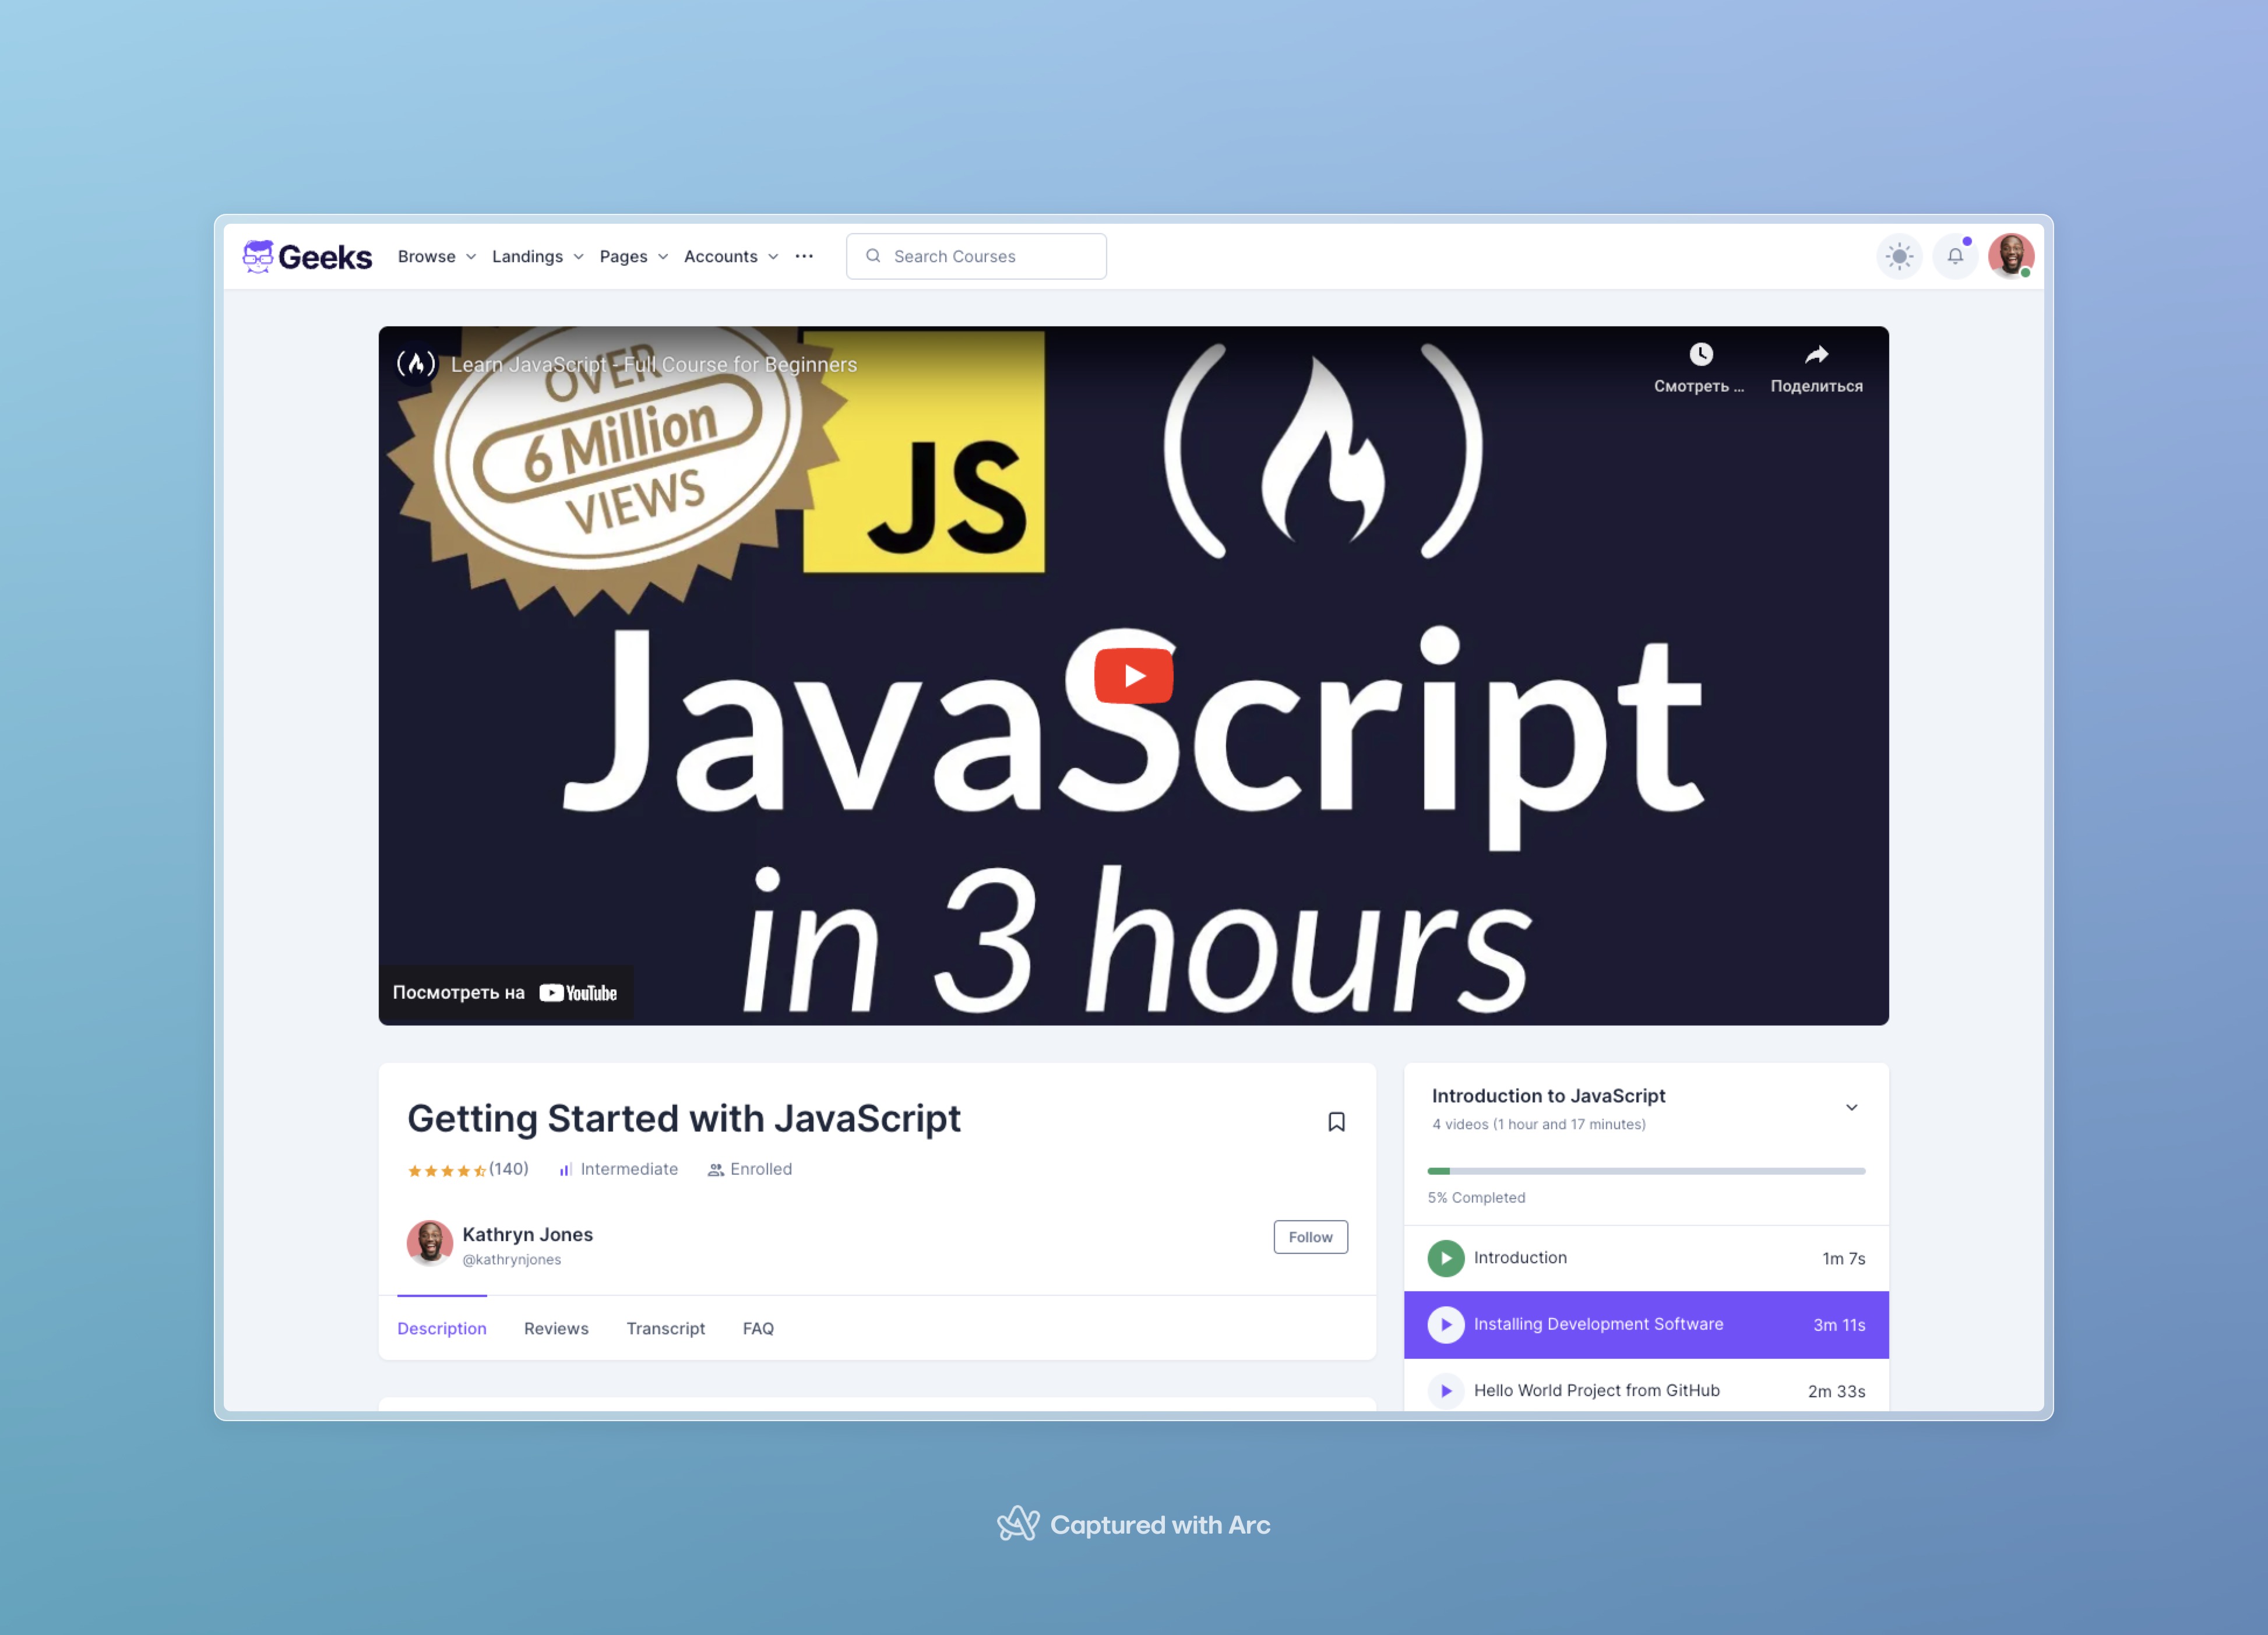 Geeks Browse Landings Pages Accounts ··· Search Courses
Learn JavaScript - Full Course for Beginners
Смотреть ... Поделиться
OVER
6 Million
VIEWS
JS
JavaScript
in 3 hours
Посмотреть на YouTube
Getting Started with JavaScript
(140) Intermediate Enrolled
Kathryn Jones
@kathrynjones
Follow
Description Reviews Transcript FAQ
Introduction to JavaScript
4 videos (1 hour and 17 minutes)
5% Completed
Introduction 1m 7s
Installing Development Software 3m 11s
Hello World Project from GitHub 2m 33s
Captured with Arc